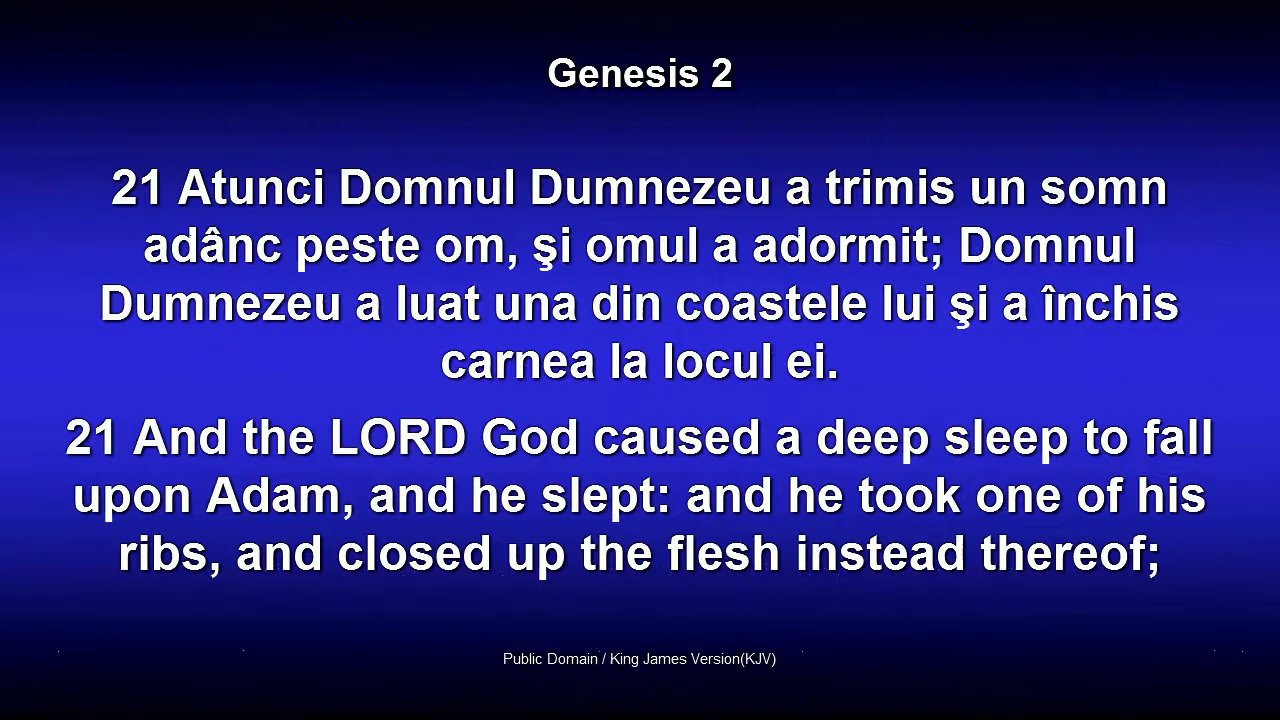 Genesis 2
21 Atunci Domnul Dumnezeu a trimis un somn
adânc peste om, şi omul a adormit; Domnul
Dumnezeu a luat una din coastele lui şi a închis
carnea la locul ei.
21 And the LORD God caused a deep sleep to fall
upon Adam, and he slept: and he took one of his
ribs, and closed up the flesh instead thereof;
Public Domain / King James Version(KJV)